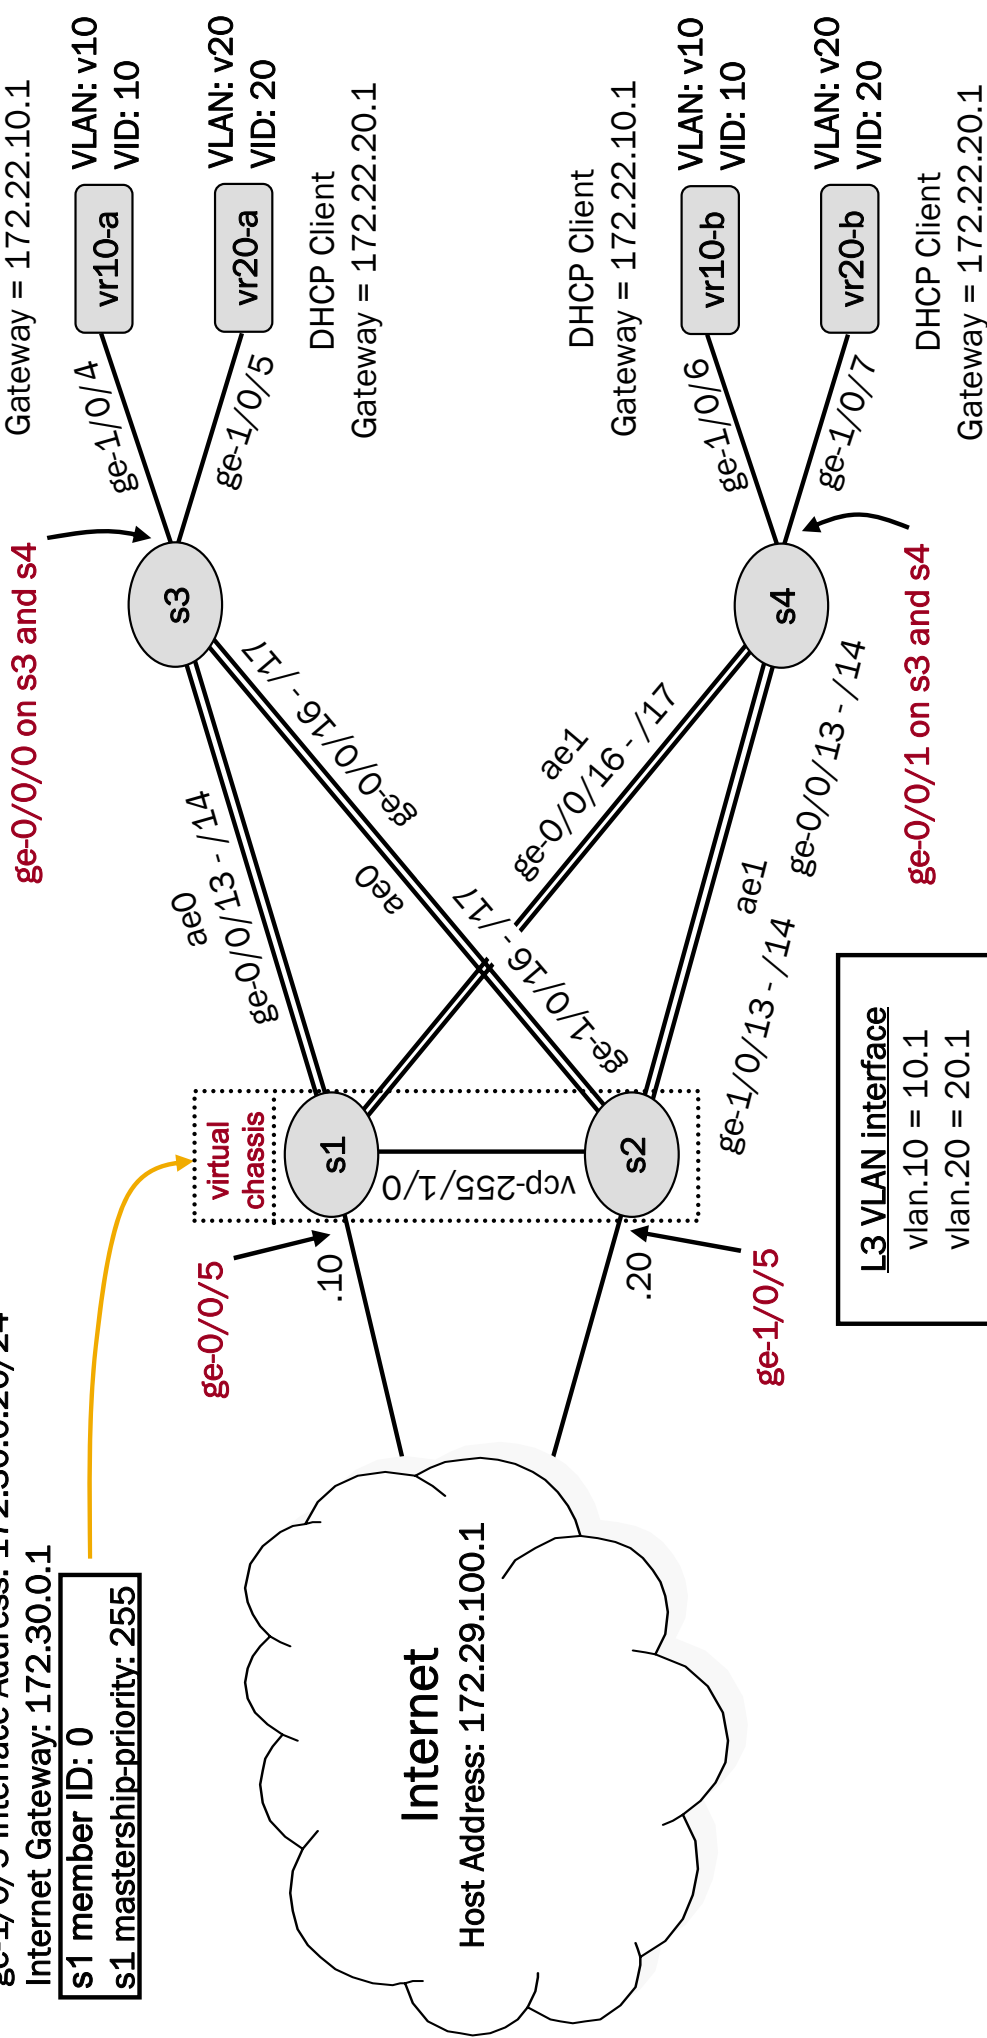 Internet Gateway: 172.30.0.1
s1 member ID: 0
s1 mastership-priority: 255
Internet
Host Address: 172.29.100.1
virtual
chassis
ge-0/0/5
.10
s1
vcp-255/1/0
s2
.20
ge-1/0/5
ae0
ge-0/0/13 - /14
ae0
ge-0/0/16 - /17
ge-1/0/16 - /17
ae1
ge-0/0/16 - /17
ge-1/0/13 - /14
ae1
ge-0/0/13 - /14
L3 VLAN interface
vlan.10 = 10.1
vlan.20 = 20.1
ge-0/0/0 on s3 and s4
s3
ge-1/0/4
ge-1/0/5
Gateway = 172.22.10.1
vr10-a
VLAN: v10
VID: 10
vr20-a
VLAN: v20
VID: 20
DHCP Client
Gateway = 172.22.20.1
s4
ge-0/0/1 on s3 and s4
ge-1/0/6
ge-1/0/7
DHCP Client
Gateway = 172.22.10.1
vr10-b
VLAN: v10
VID: 10
vr20-b
VLAN: v20
VID: 20
DHCP Client
Gateway = 172.22.20.1